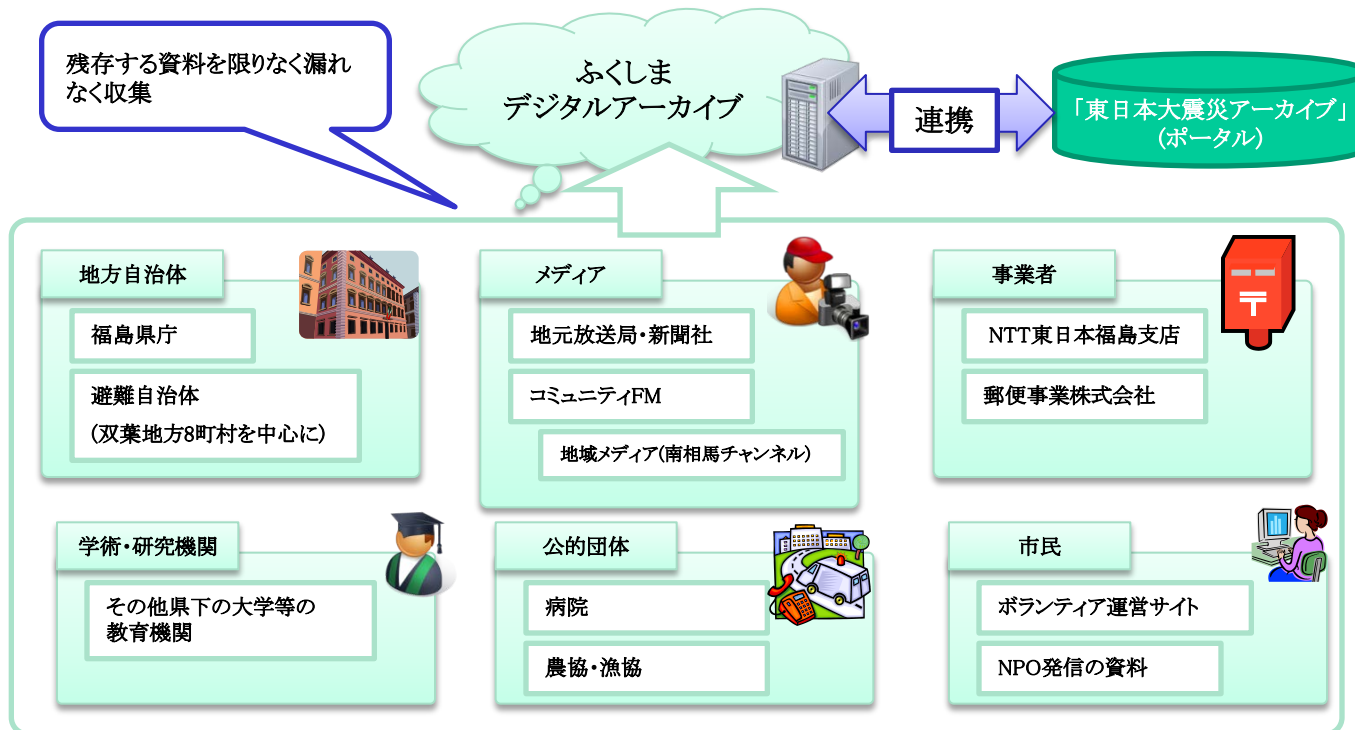 残存する資料を限りなく漏れ
なく収集
ふくしま
デジタルアーカイブ
連携
「東日本大震災アーカイブ」
(ポータル)
地方自治体
福島県庁
避難自治体
(双葉地方8町村を中心に)
メディア
地元放送局・新聞社
コミュニティFM
地域メディア(南相馬チャンネル)
事業者
〒
NTT東日本福島支店
郵便事業株式会社
学術・研究機関
その他県下の大学等の
教育機関
公的団体
病院
農協・漁協
市民
ボランティア運営サイト
NPO発信の資料